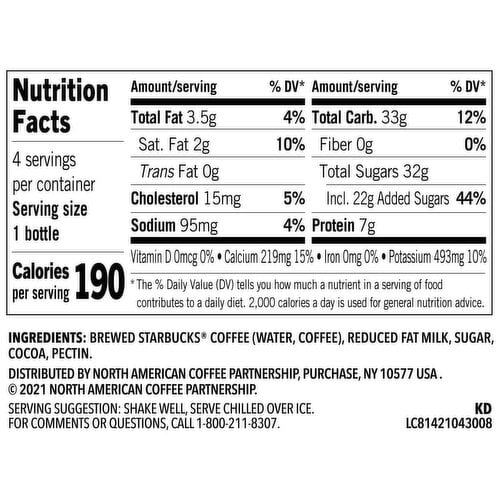 Nutrition
Facts
4 servings
per container
Serving size
1 bottle
Calories
per serving 190
Amount/serving % DV*
Total Fat 3.5g 4%
Sat. Fat 2g 10%
Trans Fat 0g
Cholesterol 15mg 5%
Sodium 95mg 4%
Amount/serving % DV*
Total Carb. 33g 12%
Fiber 0g 0%
Total Sugars 32g
Incl. 22g Added Sugars 44%
Protein 7g
Vitamin D 0mcg 0% • Calcium 219mg 15% • Iron 0mg 0% • Potassium 493mg 10%
* The % Daily Value (DV) tells you how much a nutrient in a serving of food
contributes to a daily diet. 2,000 calories a day is used for general nutrition advice.
INGREDIENTS: BREWED STARBUCKS® COFFEE (WATER, COFFEE), REDUCED FAT MILK, SUGAR,
COCOA, PECTIN.
DISTRIBUTED BY NORTH AMERICAN COFFEE PARTNERSHIP, PURCHASE, NY 10577 USA .
© 2021 NORTH AMERICAN COFFEE PARTNERSHIP.
SERVING SUGGESTION: SHAKE WELL, SERVE CHILLED OVER ICE. KD
FOR COMMENTS OR QUESTIONS, CALL 1-800-211-8307. LC81421043008